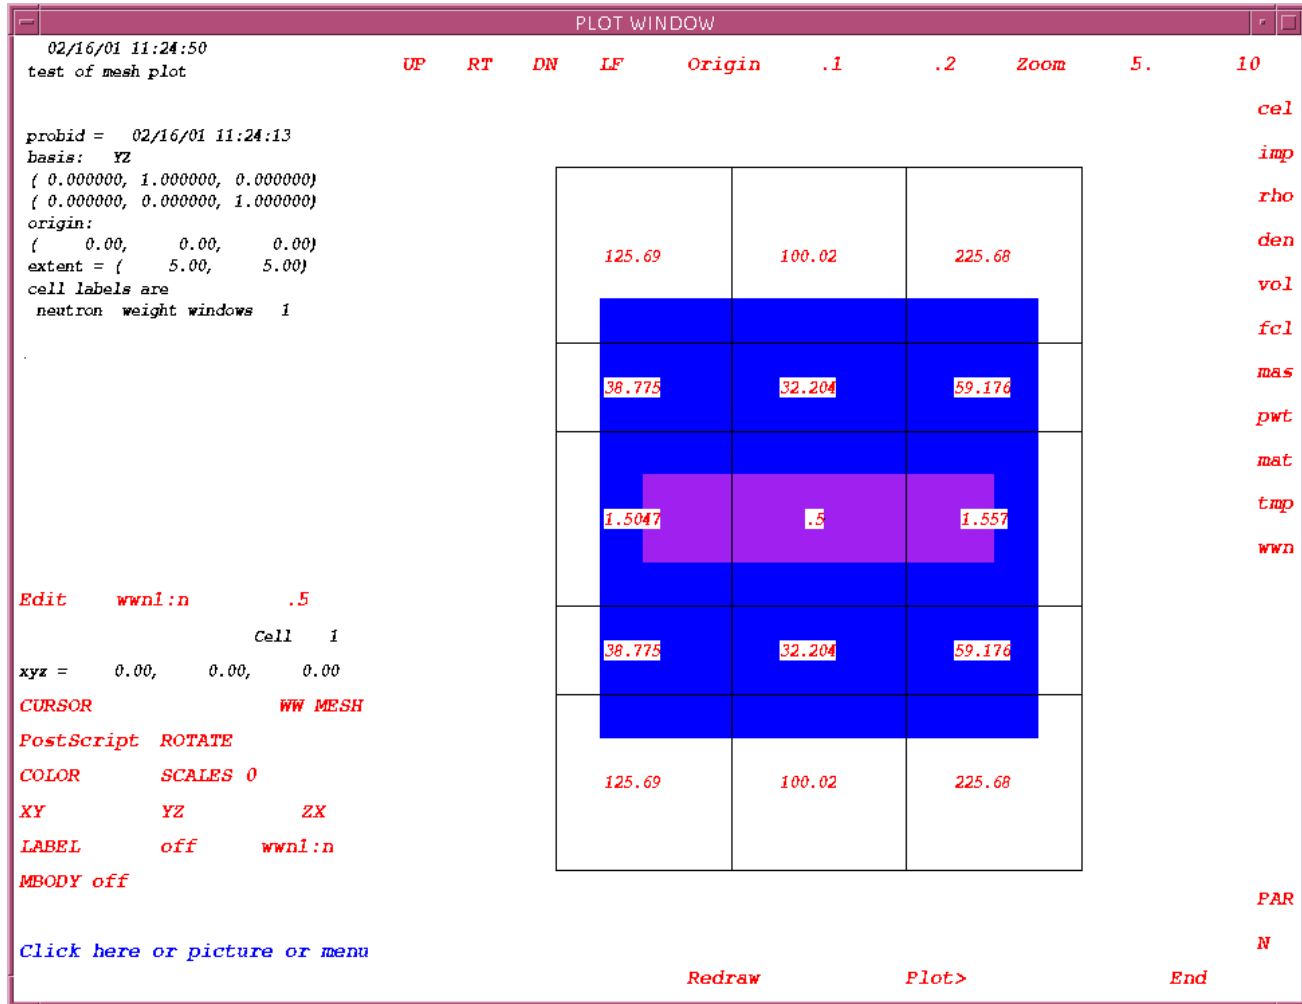 PLOT WINDOW
02/16/01 11:24:50
test of mesh plot
UP RT DN LF Origin .1 .2 Zoom 5. 10
probid = 02/16/01 11:24:13
basis: YZ
( 0.000000, 1.000000, 0.000000)
( 0.000000, 0.000000, 1.000000)
origin:
( 0.00, 0.00, 0.00)
extent = ( 5.00, 5.00)
cell labels are
neutron weight windows 1
125.69 100.02 225.68
38.775 32.204 59.176
1.5047 .5 1.557
38.775 32.204 59.176
125.69 100.02 225.68
cel
imp
rho
den
vol
fcl
mas
pwt
mat
tmp
wwn
Edit wwn1:n .5
Cell 1
xyz = 0.00, 0.00, 0.00
CURSOR WW MESH
PostScript ROTATE
COLOR SCALES 0
XY YZ ZX
LABEL off wwn1:n
MBODY off
PAR
N
Click here or picture or menu
Redraw Plot> End